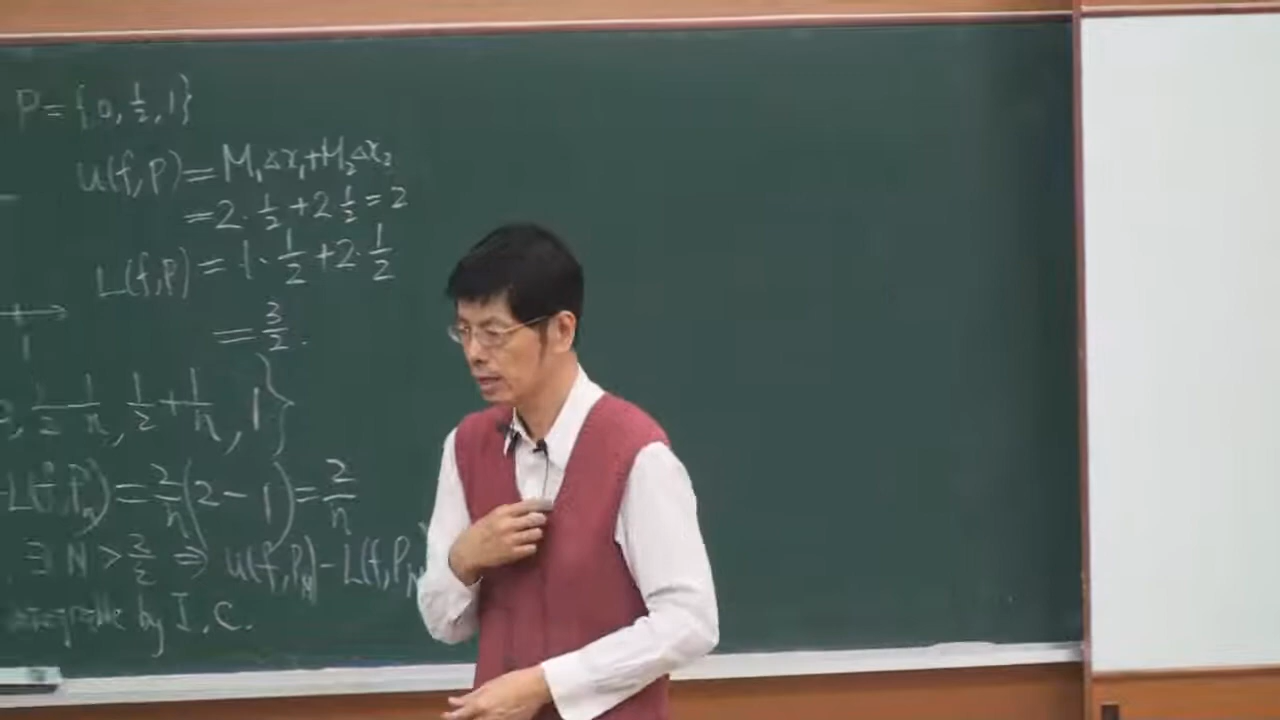 P = {0, 1/2, 1}
U(f,P) = M₁Δx₁ + M₂Δx₂
= 2·1/2 + 2 1/2 = 2
L(f,P) = 1·1/2 + 2·1/2
= 3/2.
1
, 1/2 - 1/n, 1/2 + 1/n, 1}
-L(f,Pₙ) = 2/n (2 - 1) = 2/n
∃ N > 2/2 ⇒ U(f,P_N) - L(f,P_N
by I.C.